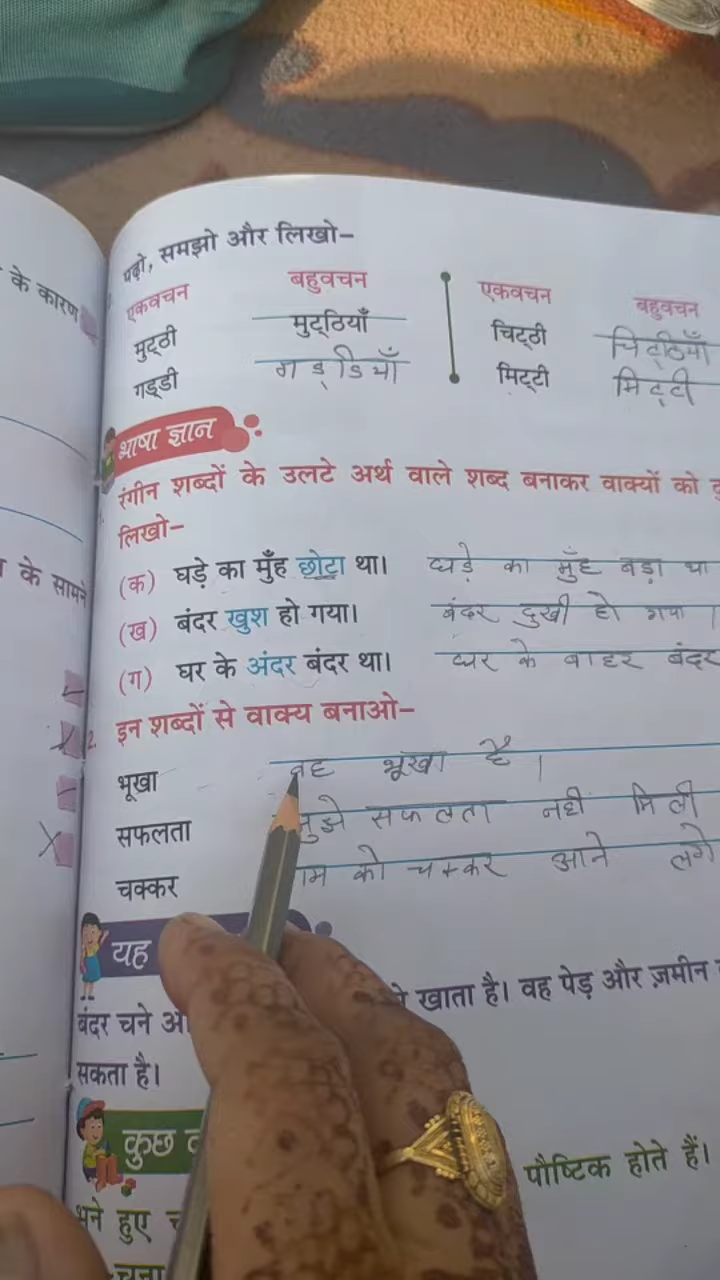 के कारण
पढ़ो, समझो और लिखो–
एकवचन बहुवचन एकवचन बहुवचन
मुट्ठी मुट्ठियाँ चिट्ठी चिट्ठियाँ
गड्डी गड्डियाँ मिट्टी मिट्टी
भाषा ज्ञान
रंगीन शब्दों के उलटे अर्थ वाले शब्द बनाकर वाक्यों को
लिखो–
के सामने
(क) घड़े का मुँह छोटा था। घड़े का मुँह बड़ा था
(ख) बंदर खुश हो गया। बंदर दुखी हो गया।
(ग) घर के अंदर बंदर था। घर के बाहर बंदर
2. इन शब्दों से वाक्य बनाओ–
भूखा वह भूखा है।
सफलता मुझे सफलता नही मिली
चक्कर को चक्कर आने लगे
यह
बंदर चने खाता है। वह पेड़ और ज़मीन
सकता है।
कुछ
पौष्टिक होते हैं।
भुने हुए
चना